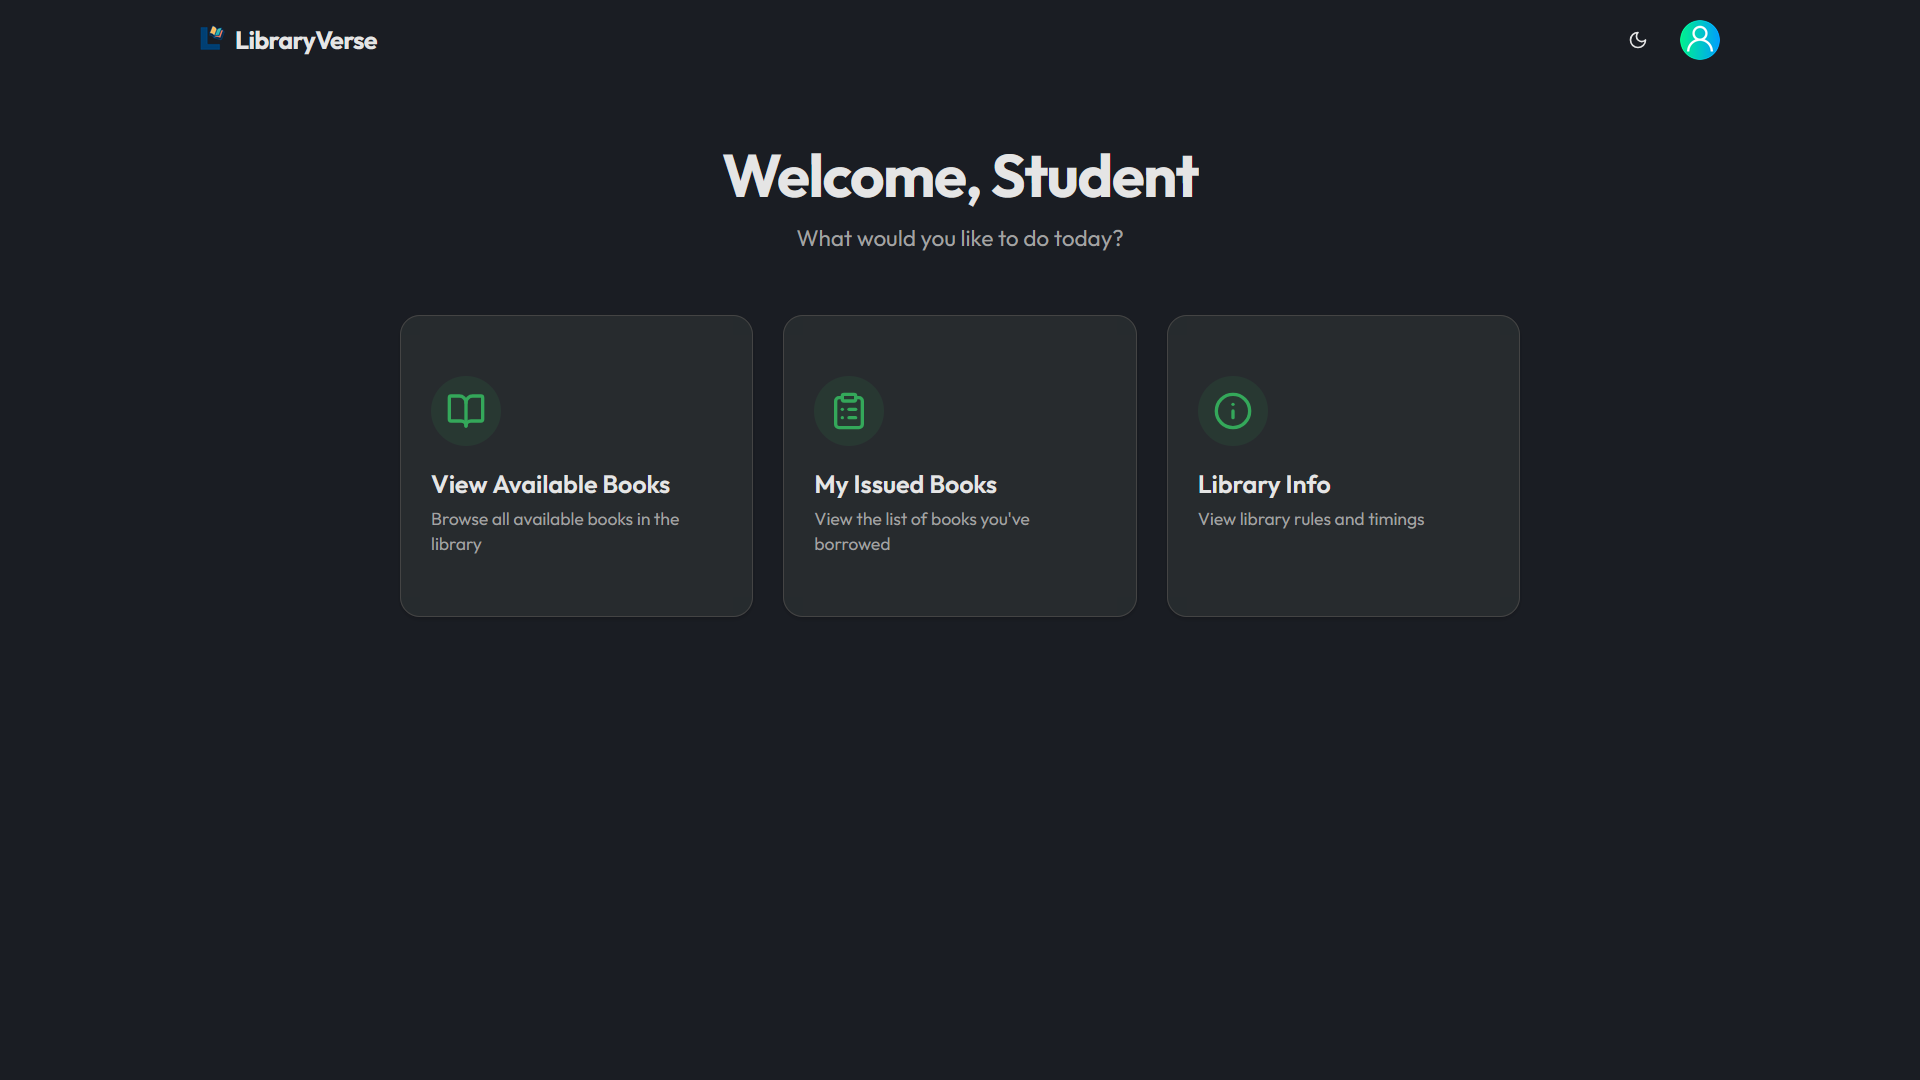 LibraryVerse
Welcome, Student
What would you like to do today?
View Available Books
Browse all available books in the
library
My Issued Books
View the list of books you've
borrowed
Library Info
View library rules and timings